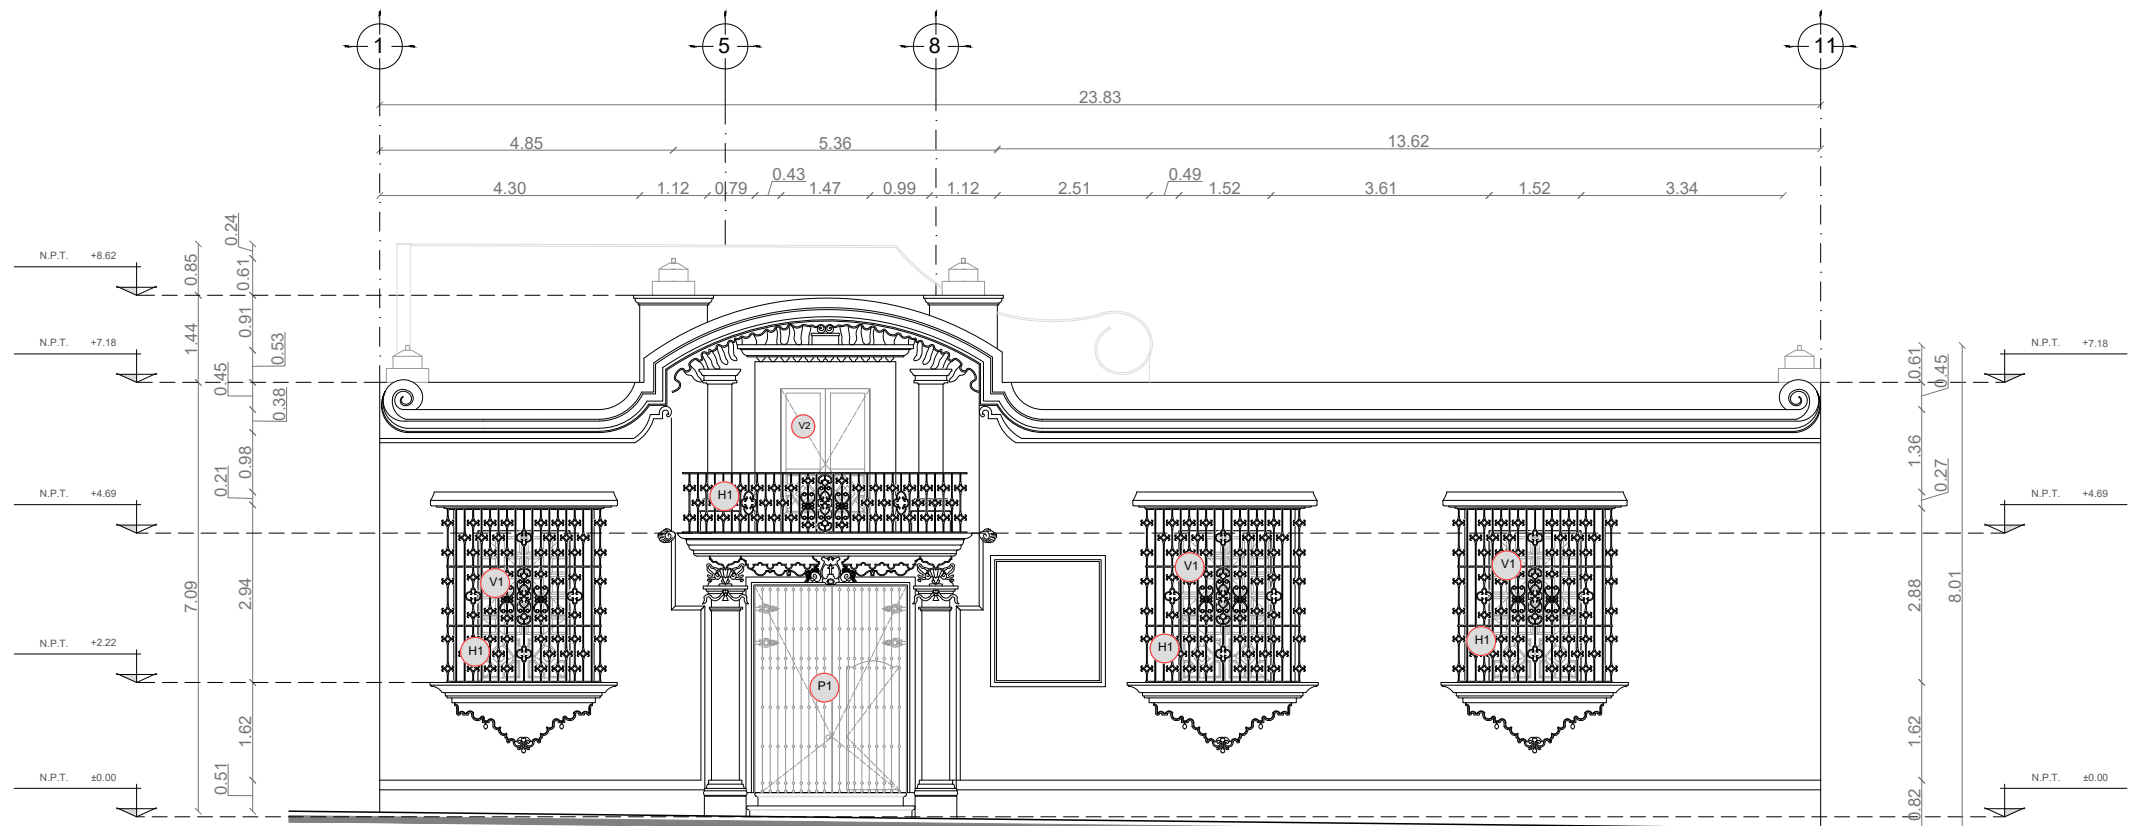 1 5 8 11
23.83
4.85 5.36 13.62
0.43 0.49
4.30 1.12 0.79 1.47 0.99 1.12 2.51 1.52 3.61 1.52 3.34
0.24
N.P.T. +8.62
0.85 0.61
1.44 0.91 0.53
N.P.T. +7.18
N.P.T. +7.18
0.45 0.38
0.61 0.45
V2
0.21 0.98
1.36 0.27
N.P.T. +4.69
H1
N.P.T. +4.69
V1 V1 V1
7.09 2.94
2.88 8.01
N.P.T. +2.22
H1 H1 H1
P1
1.62
1.62
N.P.T. ±0.00
0.51
N.P.T. ±0.00
0.82